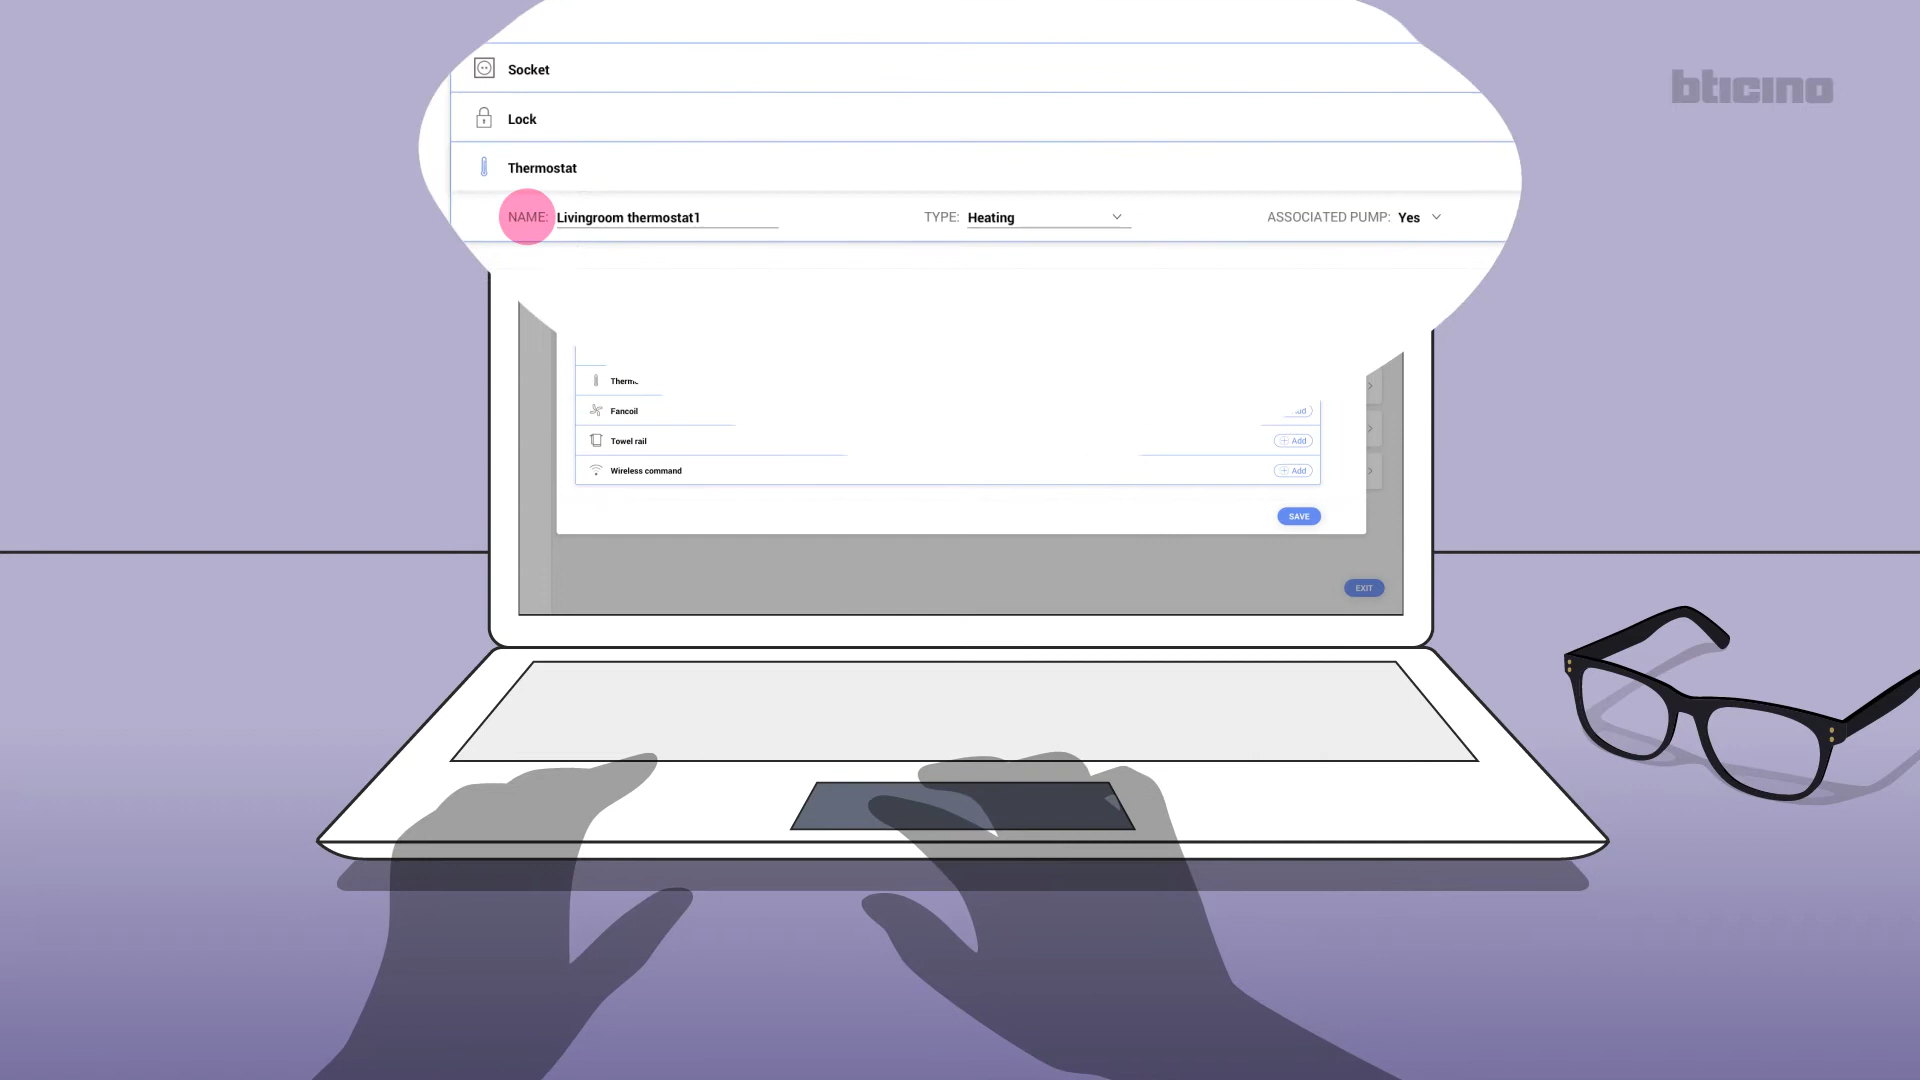 bticino
Socket
Lock
Thermostat
NAME: Livingroom thermostat1 TYPE: Heating ASSOCIATED PUMP: Yes
Fancoil
Towel rail Add
Wireless command Add
SAVE
EXIT